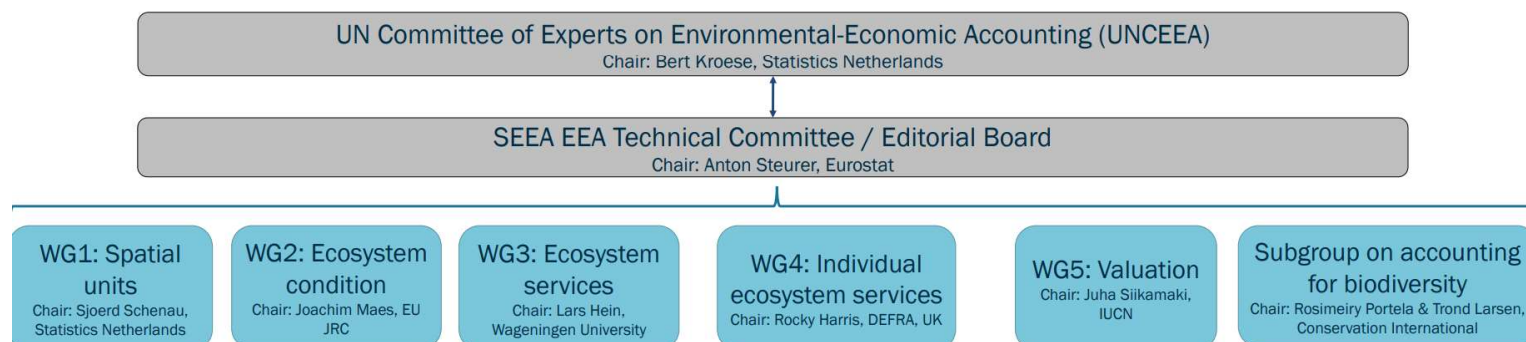 UN Committee of Experts on Environmental-Economic Accounting (UNCEEA)
Chair: Bert Kroese, Statistics Netherlands
SEEA EEA Technical Committee / Editorial Board
Chair: Anton Steurer, Eurostat
WG1: Spatial
units
Chair: Sjoerd Schenau,
Statistics Netherlands
WG2: Ecosystem
condition
Chair: Joachim Maes, EU
JRC
WG3: Ecosystem
services
Chair: Lars Hein,
Wageningen University
WG4: Individual
ecosystem services
Chair: Rocky Harris, DEFRA, UK
WG5: Valuation
Chair: Juha Siikamaki,
IUCN
Subgroup on accounting
for biodiversity
Chair: Rosimeiry Portela & Trond Larsen,
Conservation International